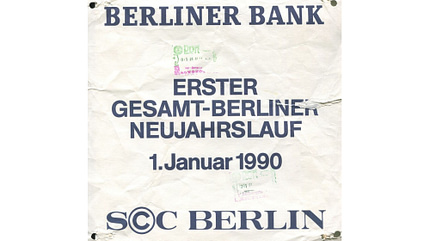 BERLINER BANK
ERSTER
GESAMT-BERLINER
NEUJAHRSLAUF
1. Januar 1990
SCC BERLIN